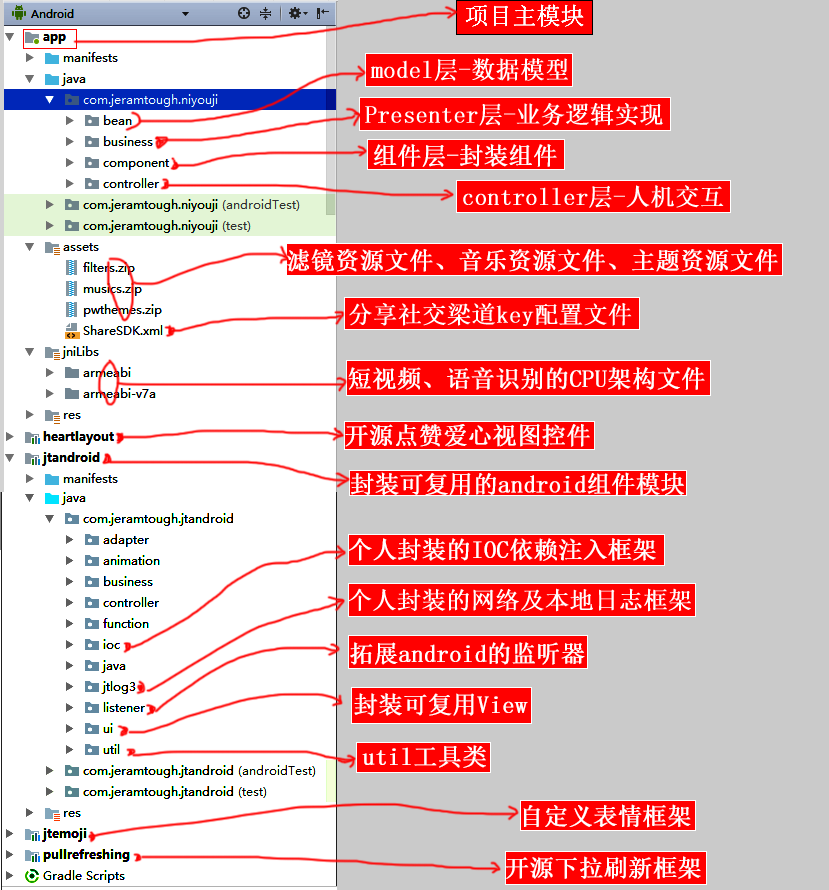 Android
项目主模块
app
manifests
java
model层-数据模型
com.jeramtough.niyouji
bean
Presenter层-业务逻辑实现
business
组件层-封装组件
component
controller
controller层-人机交互
com.jeramtough.niyouji (androidTest)
com.jeramtough.niyouji (test)
assets
滤镜资源文件、音乐资源文件、主题资源文件
filters.zip
musics.zip
pwthemes.zip
分享社交梁道key配置文件
ShareSDK.xml
jniLibs
armeabi
短视频、语音识别的CPU架构文件
armeabi-v7a
res
heartlayout
开源点赞爱心视图控件
jtandroid
manifests
封装可复用的android组件模块
java
com.jeramtough.jtandroid
adapter
个人封装的IOC依赖注入框架
animation
business
controller
个人封装的网络及本地日志框架
function
ioc
拓展android的监听器
java
jtlog3
listener
封装可复用View
ui
util
util工具类
com.jeramtough.jtandroid (androidTest)
com.jeramtough.jtandroid (test)
res
自定义表情框架
jtemoji
pullrefreshing
开源下拉刷新框架
Gradle Scripts